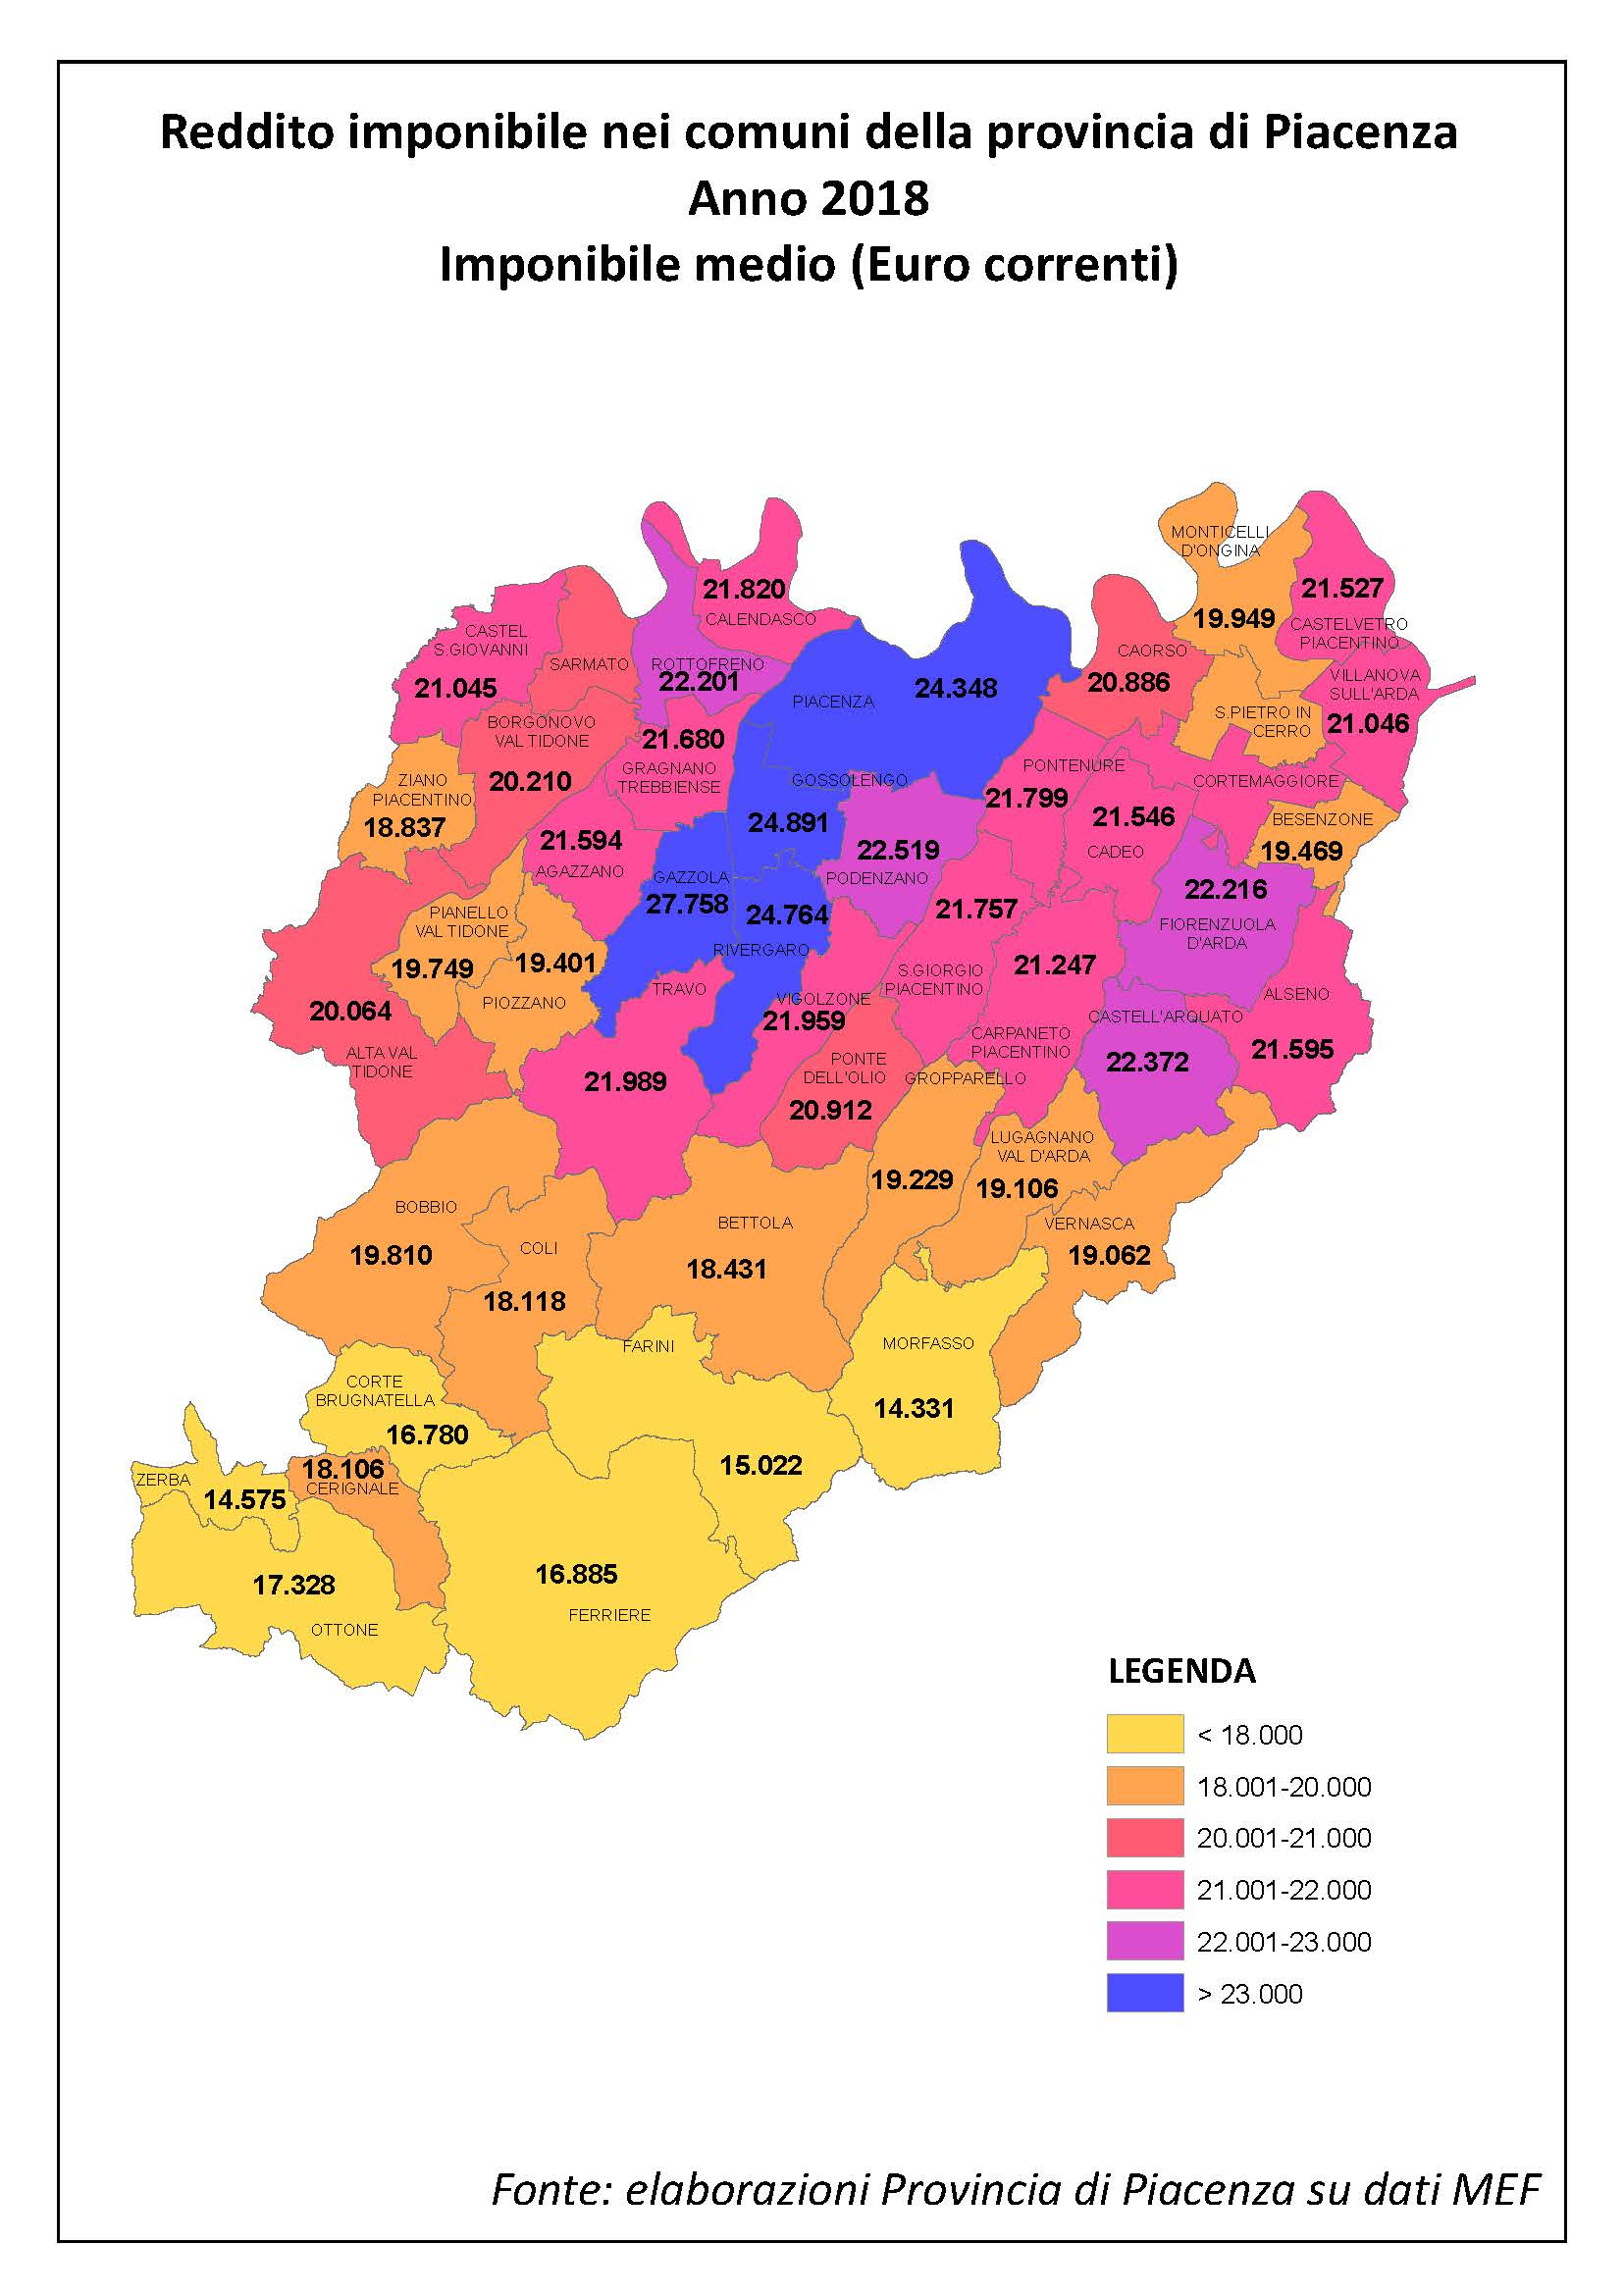 Reddito imponibile nei comuni della provincia di Piacenza
Anno 2018
Imponibile medio (Euro correnti)
MONTICELLI
D'ONGINA
19.949
21.527
CASTELVETRO
PIACENTINO
21.820
CALENDASCO
CASTEL
S.GIOVANNI
21.045
SARMATO
ROTTOFRENO
22.201
PIACENZA
24.348
CAORSO
20.886
VILLANOVA
SULL'ARDA
21.046
S.PIETRO IN
CERRO
BORGONOVO
VAL TIDONE
20.210
21.680
GRAGNANO
TREBBIENSE
ZIANO
PIACENTINO
18.837
GOSSOLENGO
24.891
PONTENURE
21.799
CORTEMAGGIORE
21.546
CADEO
BESENZONE
19.469
21.594
AGAZZANO
22.519
PODENZANO
GAZZOLA
27.758
24.764
RIVERGARO
21.757
S.GIORGIO
PIACENTINO
22.216
FIORENZUOLA
D'ARDA
PIANELLO
VAL TIDONE
19.749
19.401
PIOZZANO
21.247
CARPANETO
PIACENTINO
TRAVO
21.989
VIGOLZONE
21.959
ALSENO
21.595
20.064
ALTA VAL
TIDONE
CASTELL'ARQUATO
22.372
PONTE
DELL'OLIO
20.912
GROPPARELLO
19.229
LUGAGNANO
VAL D'ARDA
19.106
BOBBIO
19.810
COLI
18.118
BETTOLA
18.431
VERNASCA
19.062
FARINI
15.022
MORFASSO
14.331
CORTE
BRUGNATELLA
16.780
ZERBA
14.575
18.106
CERIGNALE
17.328
OTTONE
16.885
FERRIERE
LEGENDA
< 18.000
18.001-20.000
20.001-21.000
21.001-22.000
22.001-23.000
> 23.000
Fonte: elaborazioni Provincia di Piacenza su dati MEF